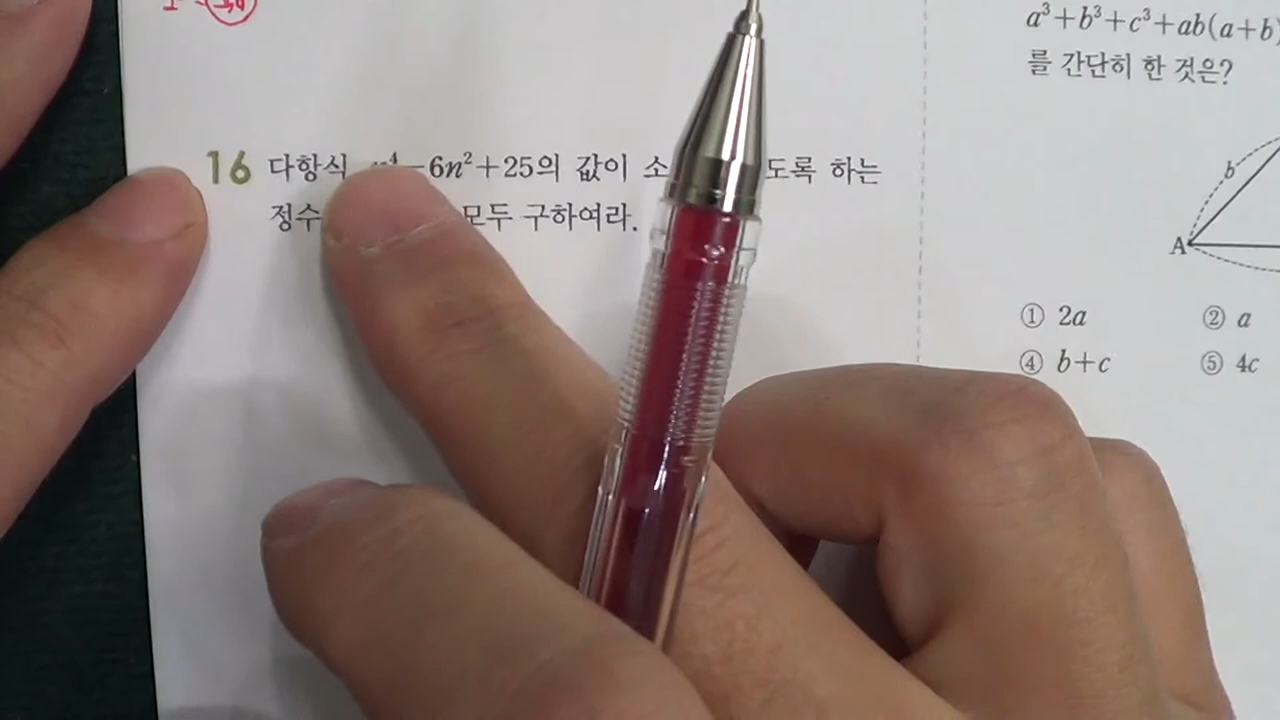 16 다항식 −6n²+25의 값이 도록 하는
정수 모두 구하여라.
a³+b³+c³+ab(a+b)
를 간단히 한 것은?
b
A
① 2a ② a
④ b+c ⑤ 4c